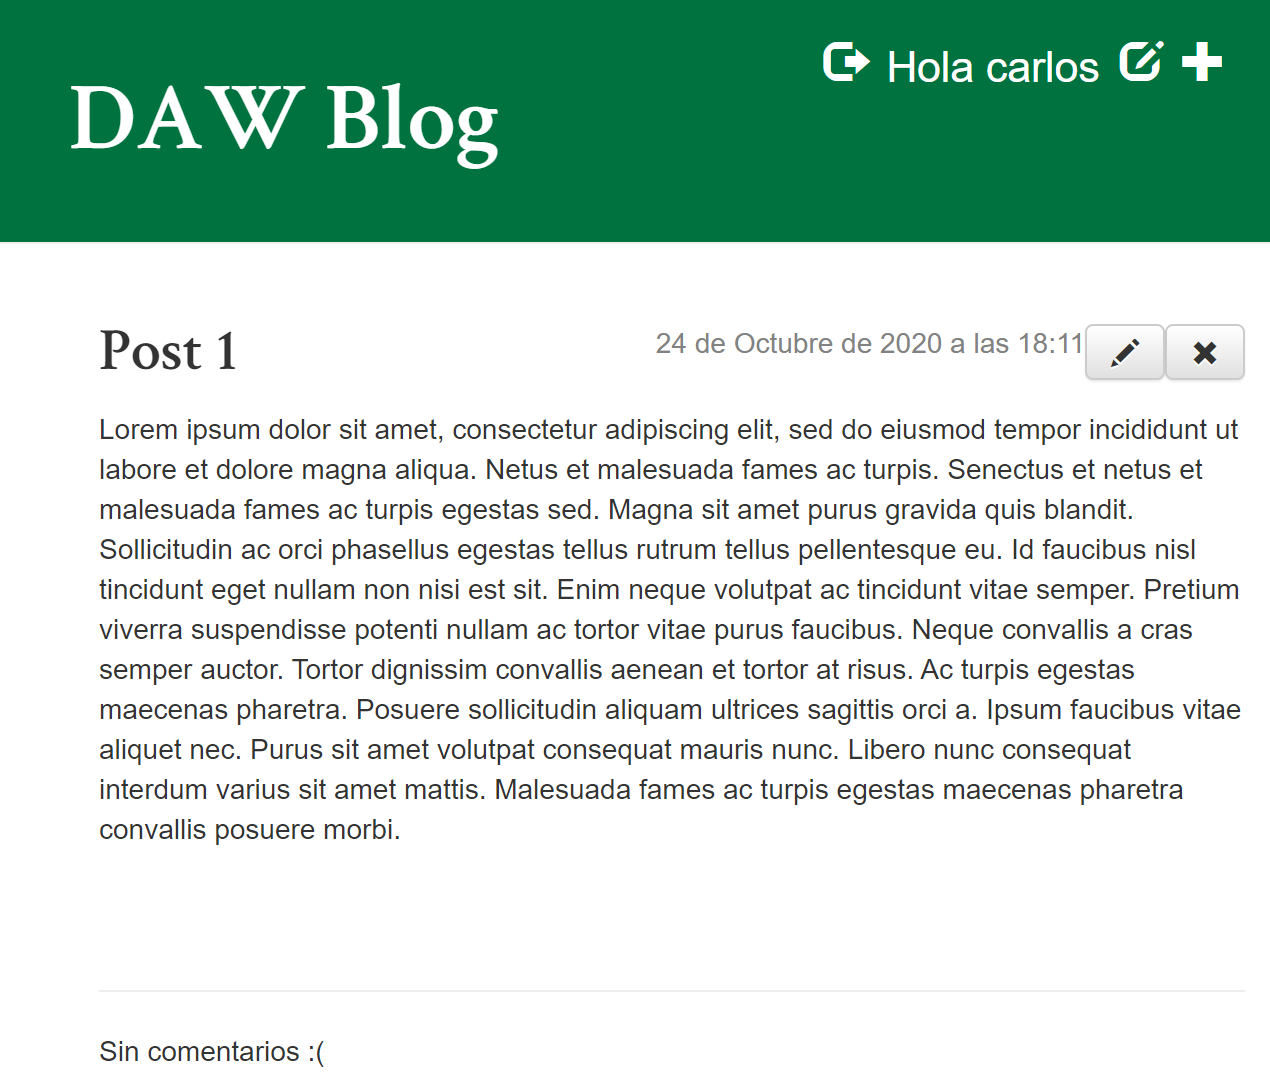 Hola carlos
DAW Blog
Post 1
24 de Octubre de 2020 a las 18:11
Lorem ipsum dolor sit amet, consectetur adipiscing elit, sed do eiusmod tempor incididunt ut
labore et dolore magna aliqua. Netus et malesuada fames ac turpis. Senectus et netus et
malesuada fames ac turpis egestas sed. Magna sit amet purus gravida quis blandit.
Sollicitudin ac orci phasellus egestas tellus rutrum tellus pellentesque eu. Id faucibus nisl
tincidunt eget nullam non nisi est sit. Enim neque volutpat ac tincidunt vitae semper. Pretium
viverra suspendisse potenti nullam ac tortor vitae purus faucibus. Neque convallis a cras
semper auctor. Tortor dignissim convallis aenean et tortor at risus. Ac turpis egestas
maecenas pharetra. Posuere sollicitudin aliquam ultrices sagittis orci a. Ipsum faucibus vitae
aliquet nec. Purus sit amet volutpat consequat mauris nunc. Libero nunc consequat
interdum varius sit amet mattis. Malesuada fames ac turpis egestas maecenas pharetra
convallis posuere morbi.
Sin comentarios :(